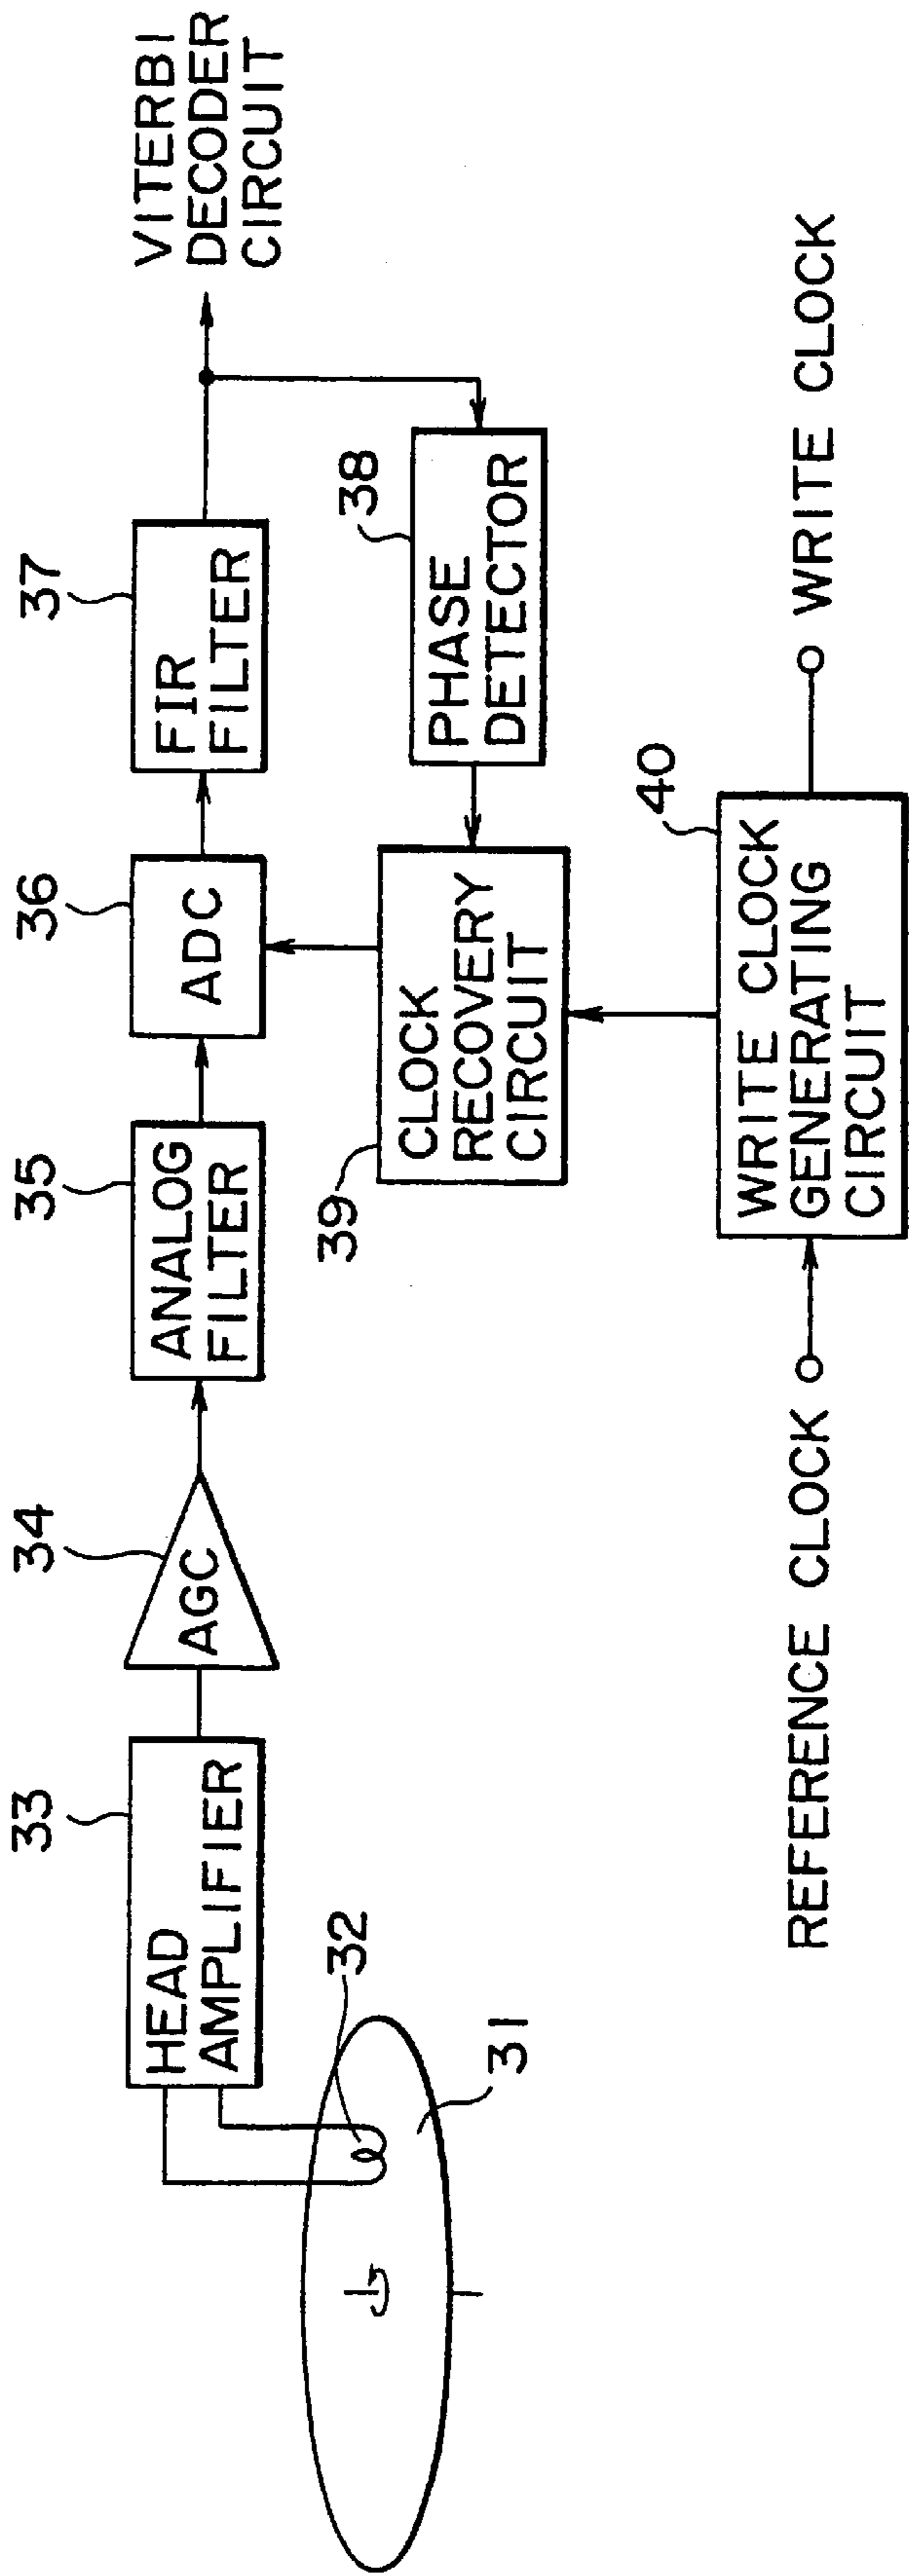 33
34
35
36
37
HEAD
AMPLIFIER
AGC
ANALOG
FILTER
ADC
FIR
FILTER
VITERBI
DECODER
CIRCUIT
32
31
39
CLOCK
RECOVERY
CIRCUIT
38
PHASE
DETECTOR
40
REFERENCE CLOCK
WRITE CLOCK
GENERATING
CIRCUIT
WRITE CLOCK